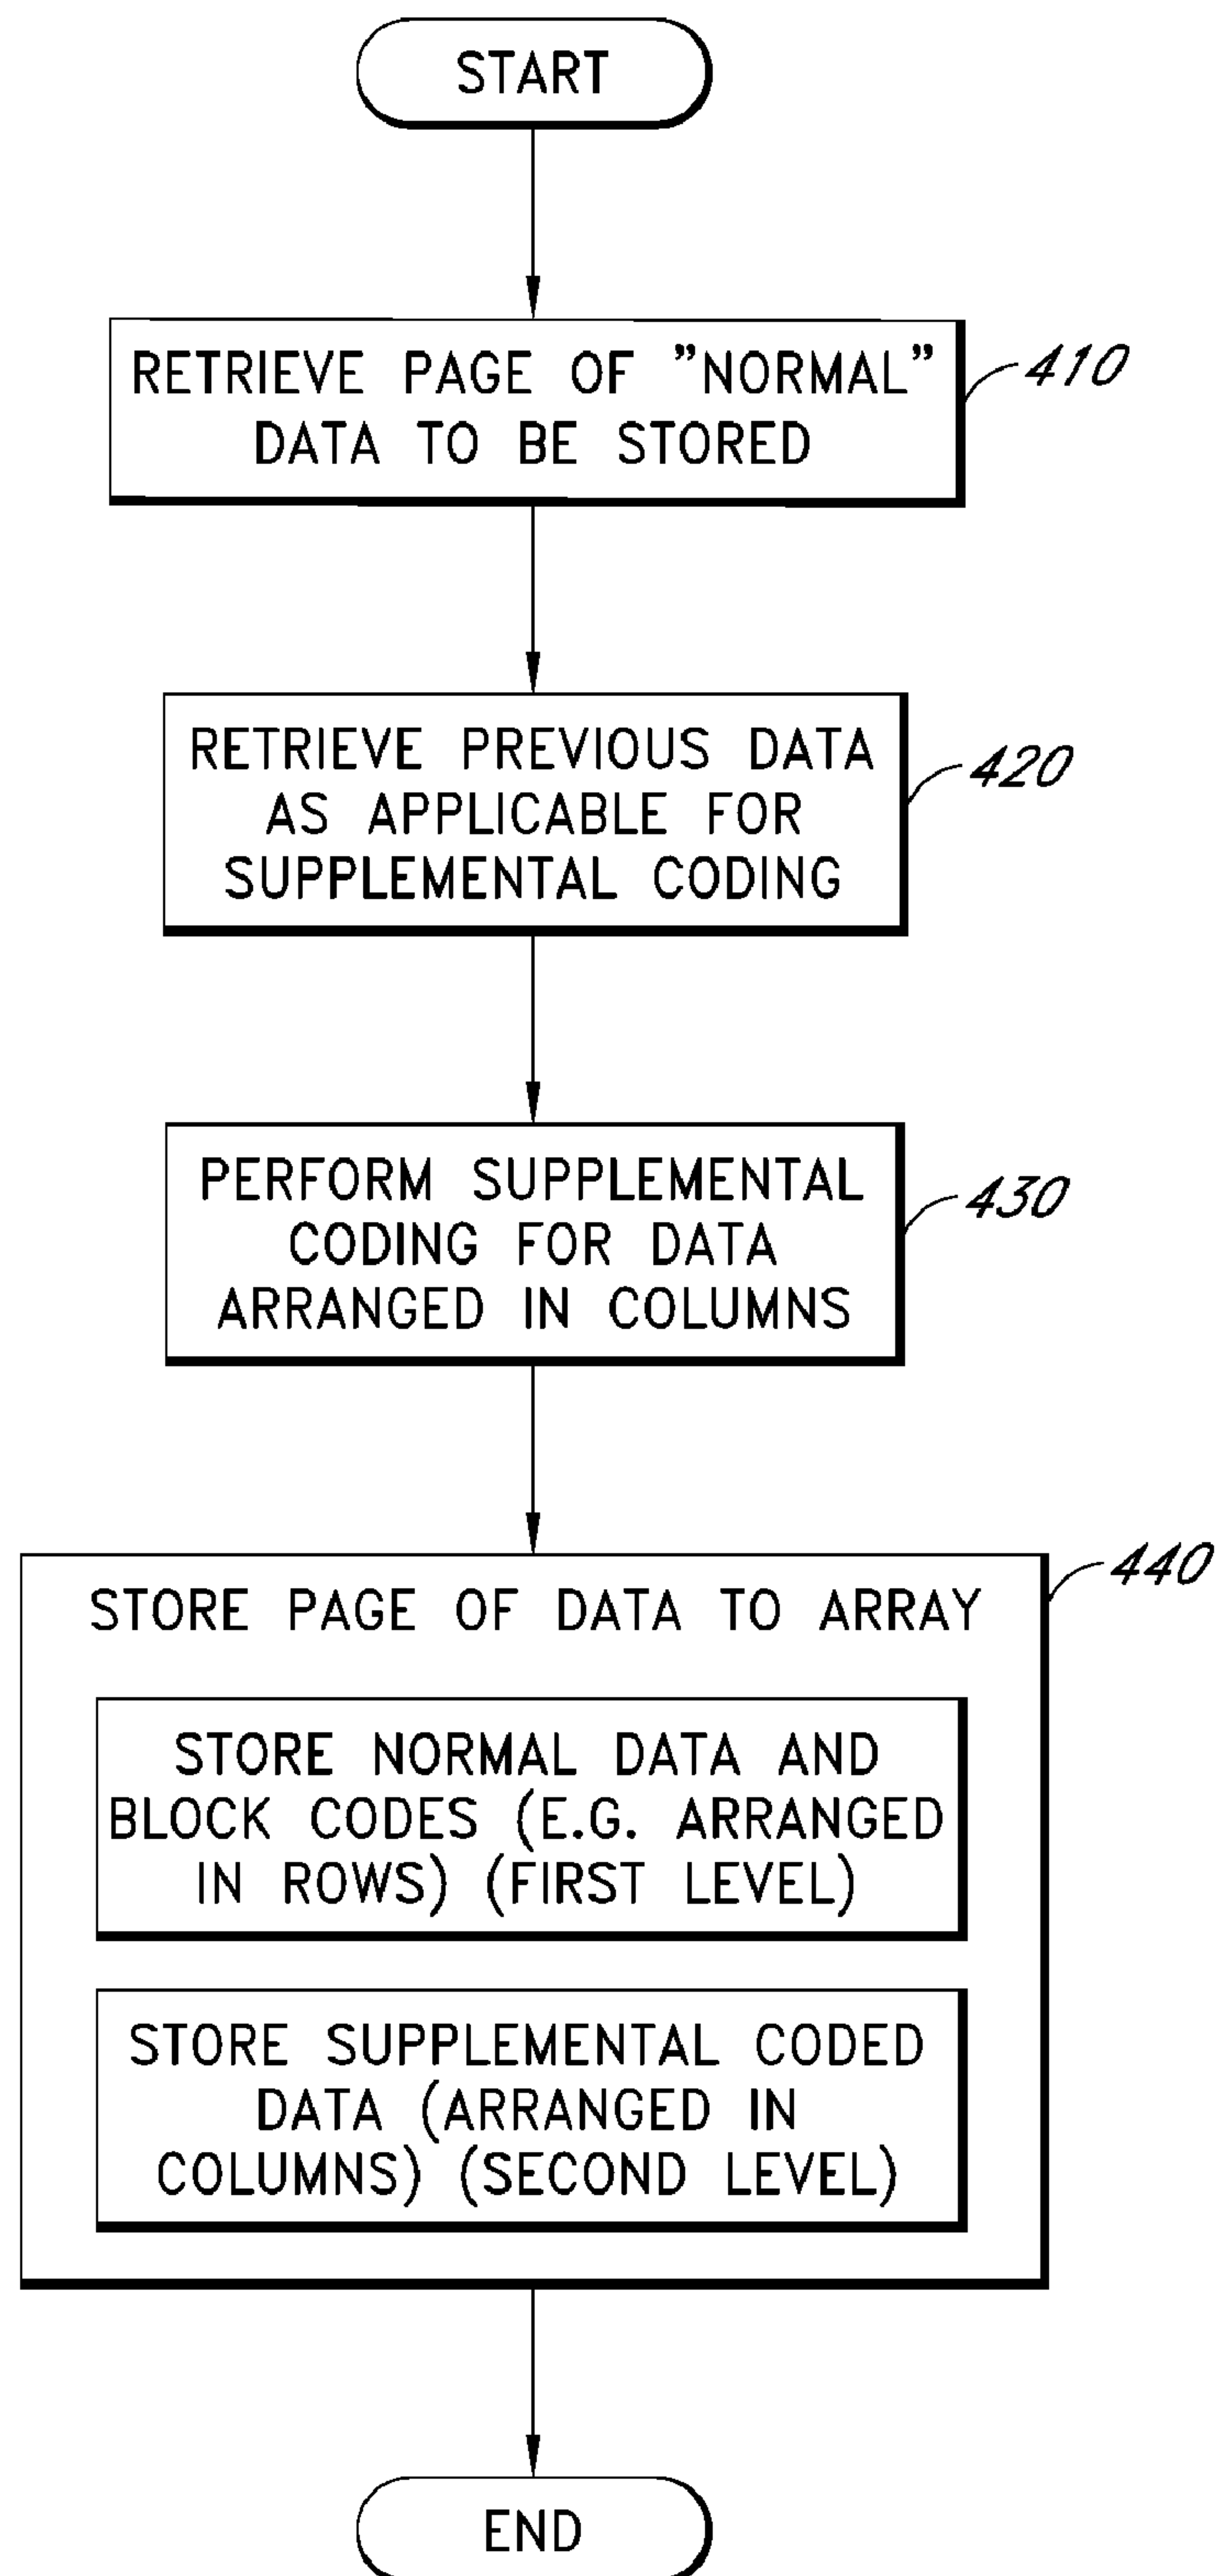 START
RETRIEVE PAGE OF ”NORMAL”
DATA TO BE STORED
410
RETRIEVE PREVIOUS DATA
AS APPLICABLE FOR
SUPPLEMENTAL CODING
420
PERFORM SUPPLEMENTAL
CODING FOR DATA
ARRANGED IN COLUMNS
430
440
STORE PAGE OF DATA TO ARRAY
STORE NORMAL DATA AND
BLOCK CODES (E.G. ARRANGED
IN ROWS) (FIRST LEVEL)
STORE SUPPLEMENTAL CODED
DATA (ARRANGED IN
COLUMNS) (SECOND LEVEL)
END